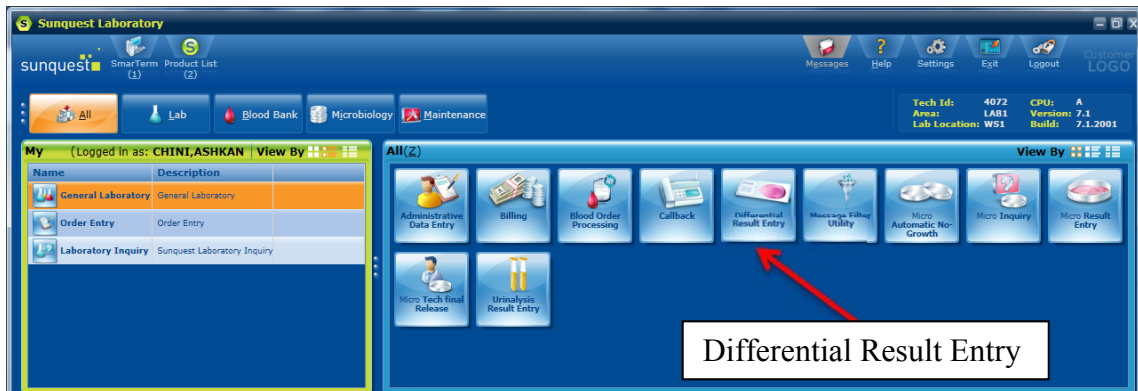 Sunquest Laboratory
sunquest
SmarTerm
(1)
Product List
(2)
Messages
Help
Settings
Exit
Logout
Customer
LOGO
All
Lab
Blood Bank
Microbiology
Maintenance
Tech Id: 4072 CPU: A
Area: LAB1 Version: 7.1
Lab Location: WS1 Build: 7.1.2001
My (Logged in as: CHINI,ASHKAN View By
Name Description
General Laboratory General Laboratory
Order Entry Order Entry
Laboratory Inquiry Sunquest Laboratory Inquiry
All(Z) View By
Administrative
Data Entry
Billing
Blood Order
Processing
Callback
Differential
Result Entry
Message Filter
Utility
Micro
Automatic No-
Growth
Micro Inquiry
Micro Result
Entry
Micro Tech final
Release
Urinalysis
Result Entry
Differential Result Entry